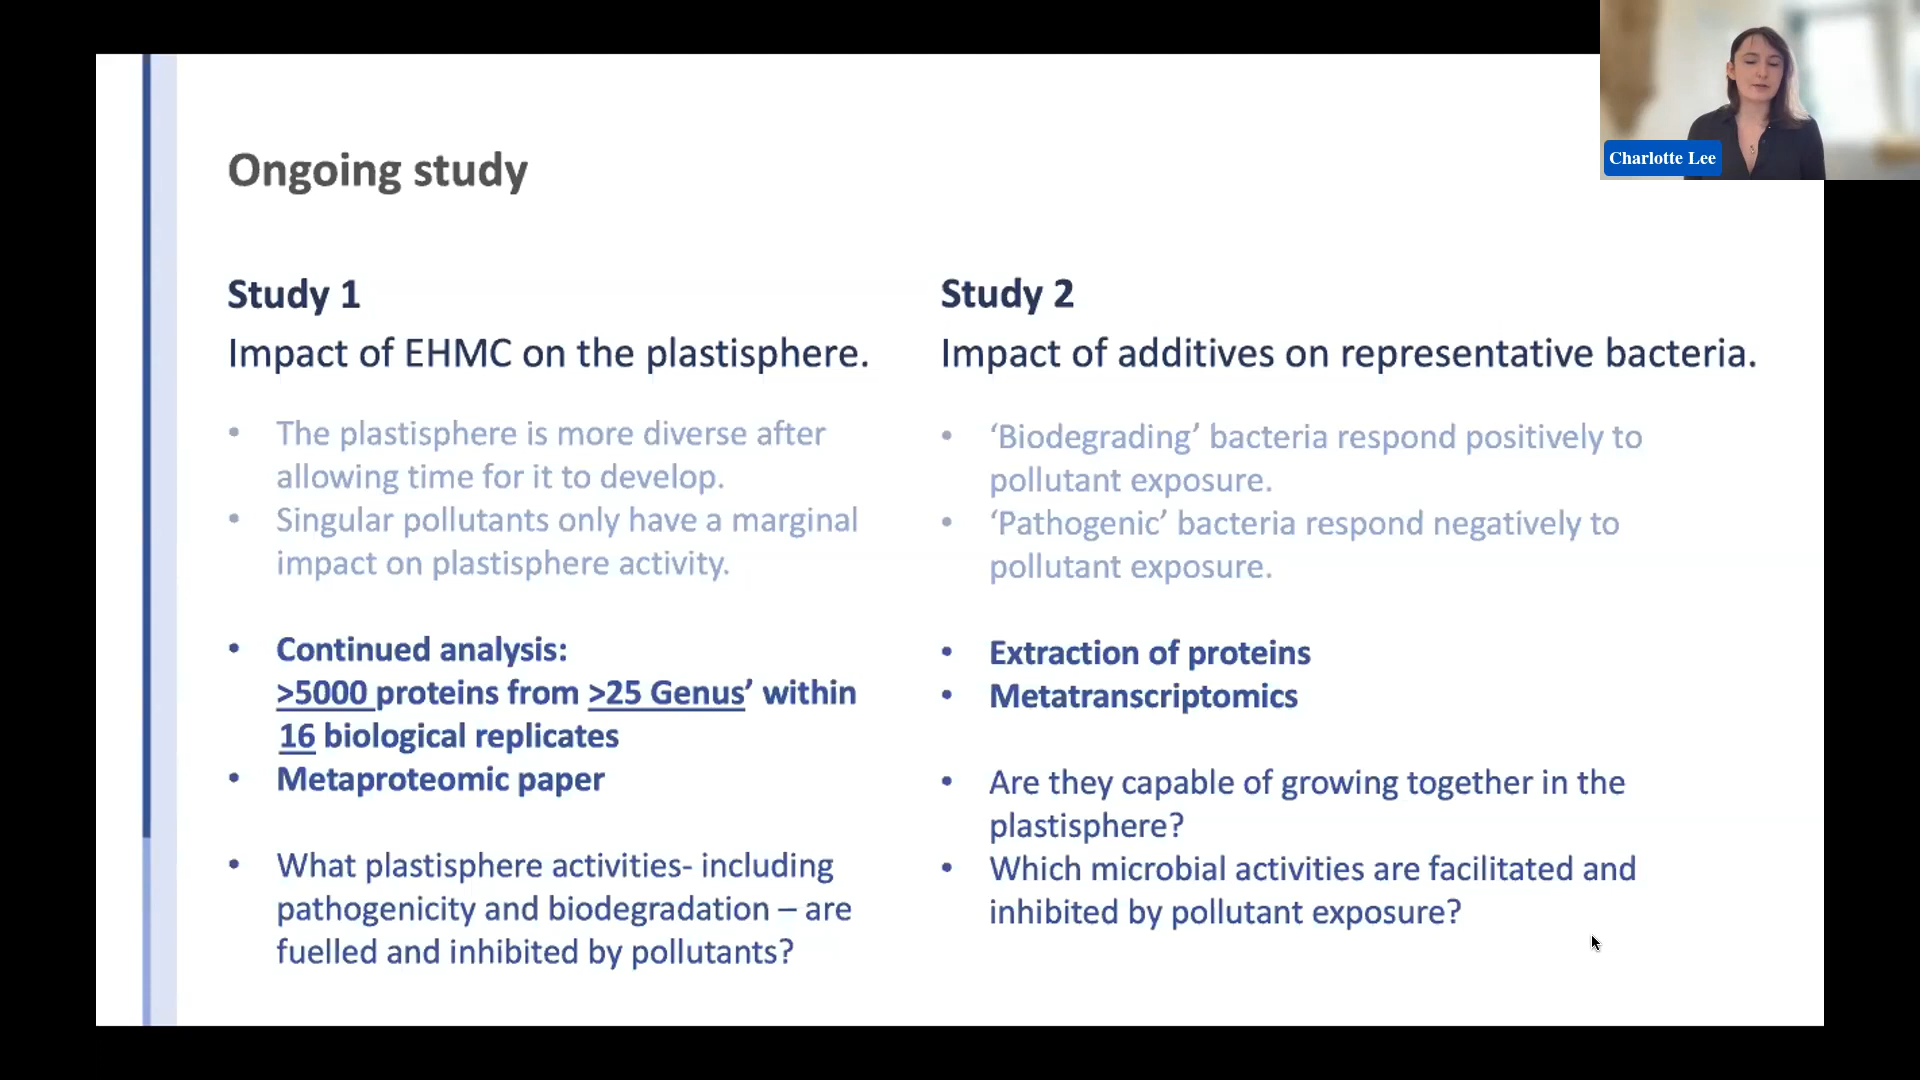 Charlotte Lee
Ongoing study
Study 1
Impact of EHMC on the plastisphere.
• The plastisphere is more diverse after
allowing time for it to develop.
• Singular pollutants only have a marginal
impact on plastisphere activity.
• Continued analysis:
>5000 proteins from >25 Genus’ within
16 biological replicates
• Metaproteomic paper
• What plastisphere activities- including
pathogenicity and biodegradation – are
fuelled and inhibited by pollutants?
Study 2
Impact of additives on representative bacteria.
• ‘Biodegrading’ bacteria respond positively to
pollutant exposure.
• ‘Pathogenic’ bacteria respond negatively to
pollutant exposure.
• Extraction of proteins
• Metatranscriptomics
• Are they capable of growing together in the
plastisphere?
• Which microbial activities are facilitated and
inhibited by pollutant exposure?